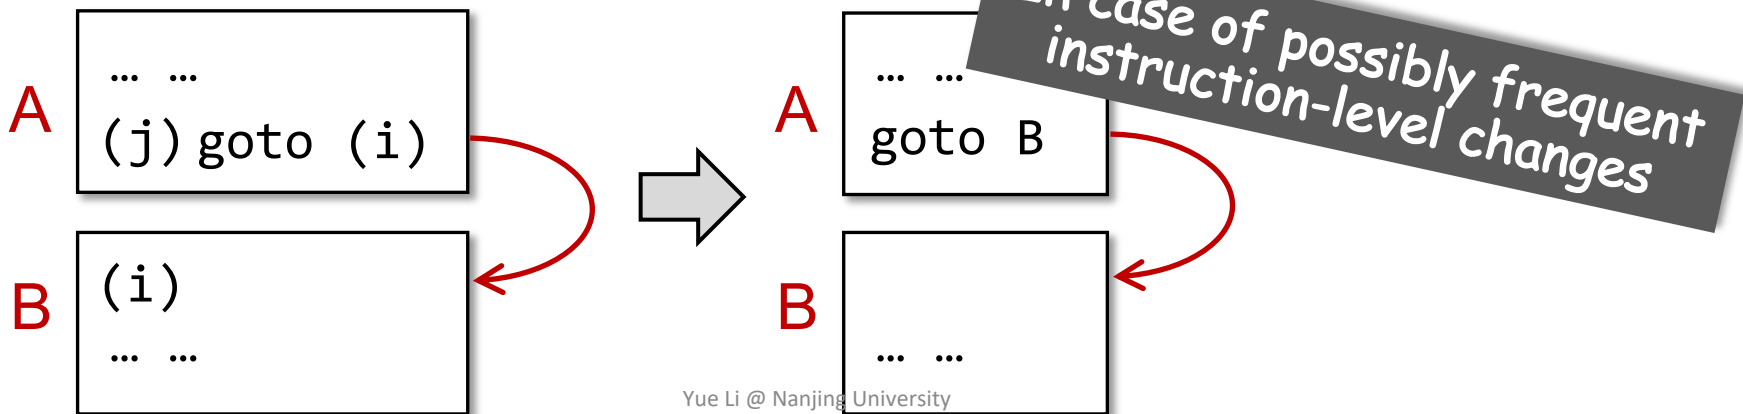 A
… …
(j) goto (i)
B
(i)
… …
A
… …
goto B
B
… …
case of possibly frequent
instruction-level changes
Yue Li @ Nanjing University